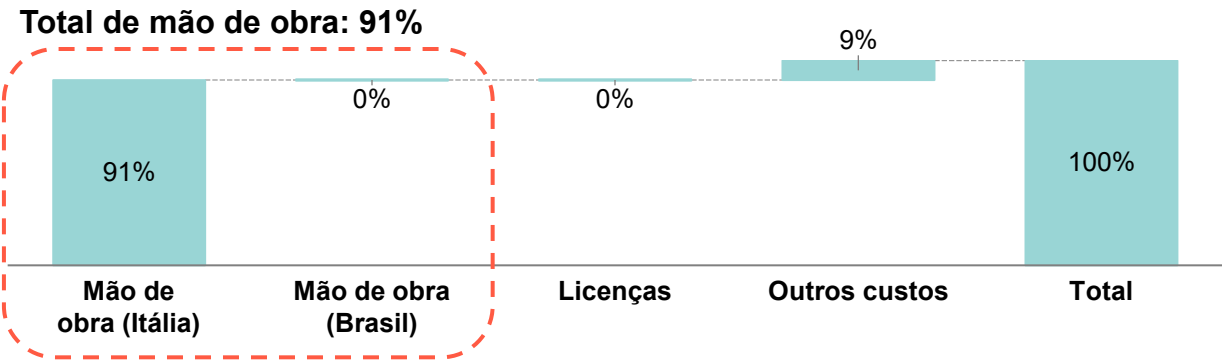 Total de mão de obra: 91%
9%
0%
0%
91%
100%
Mão de
obra (Itália)
Mão de obra
(Brasil)
Licenças
Outros custos
Total